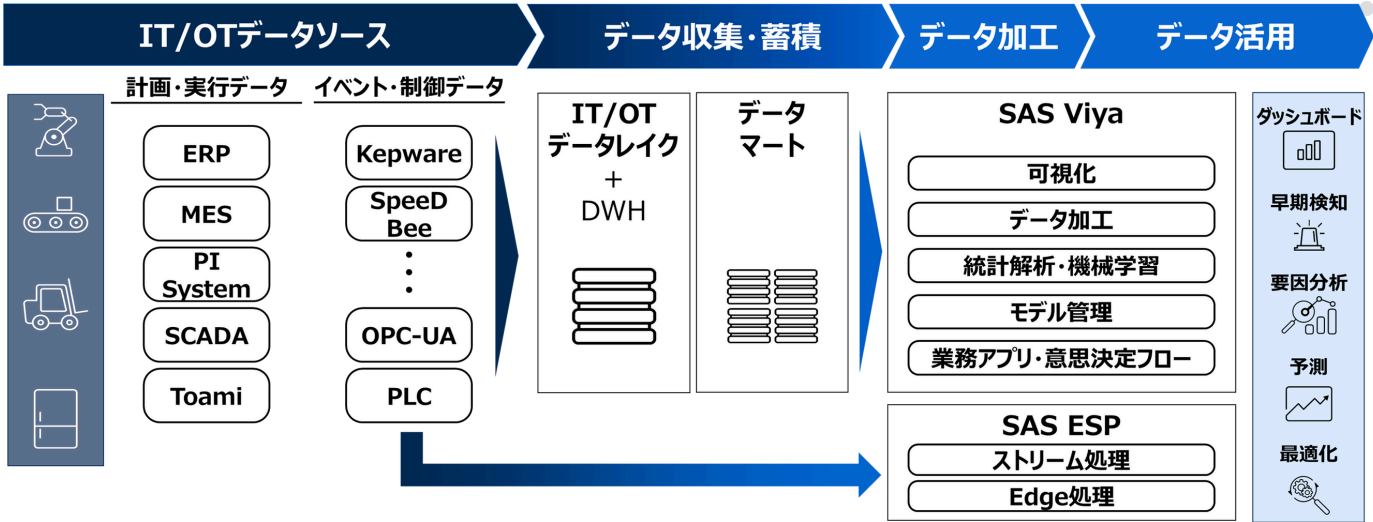 IT/OTデータソース
データ収集・蓄積
データ加工
データ活用
計画・実行データ
ERP
MES
PI
System
SCADA
Toami
イベント・制御データ
Kepware
SpeeD
Bee
OPC-UA
PLC
IT/OT
データレイク
+
DWH
データ
マート
SAS Viya
可視化
データ加工
統計解析・機械学習
モデル管理
業務アプリ・意思決定フロー
SAS ESP
ストリーム処理
Edge処理
ダッシュボード
早期検知
要因分析
予測
最適化